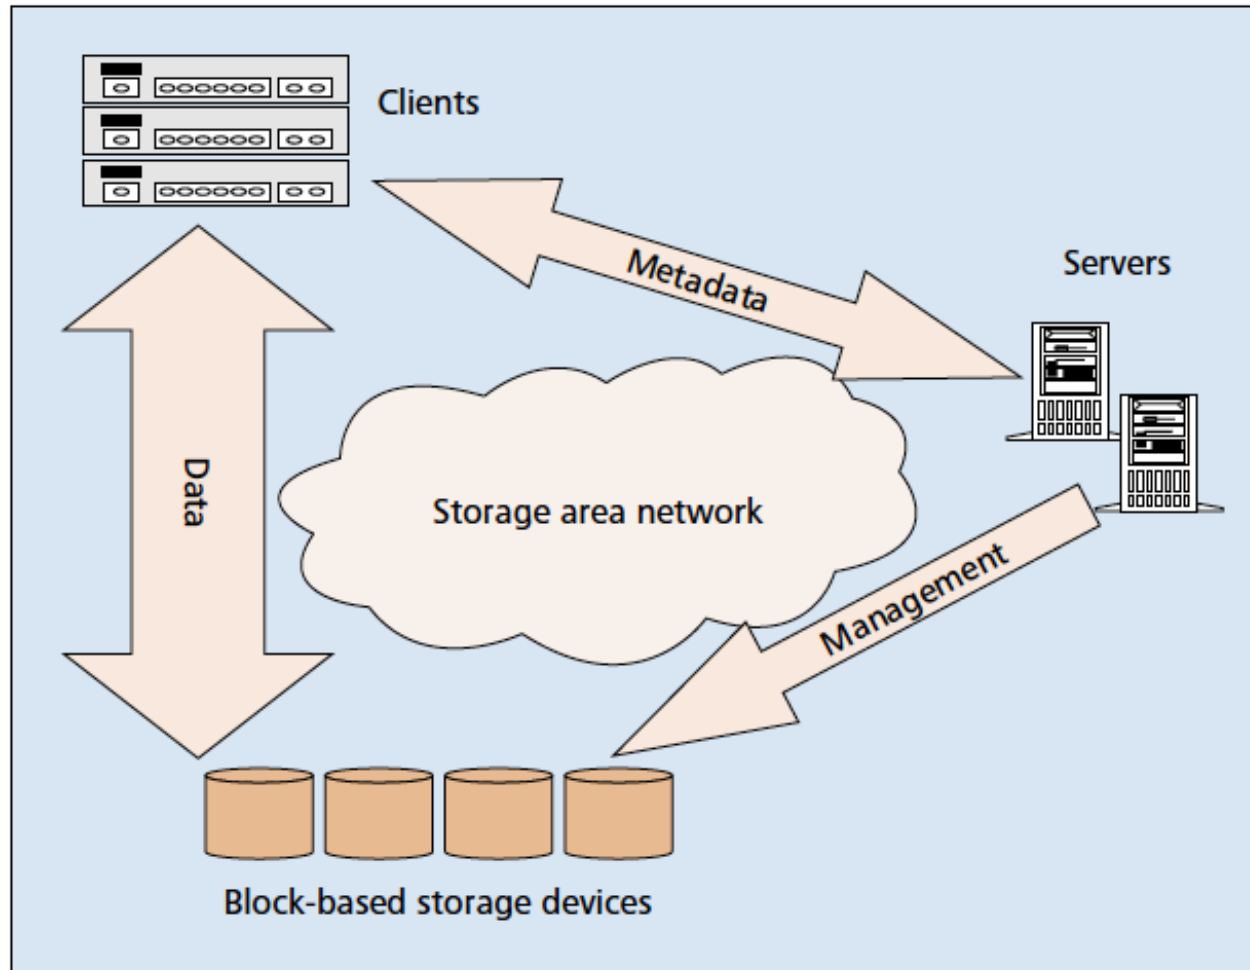 Clients
Metadata
Servers
Data
Storage area network
Management
Block-based storage devices